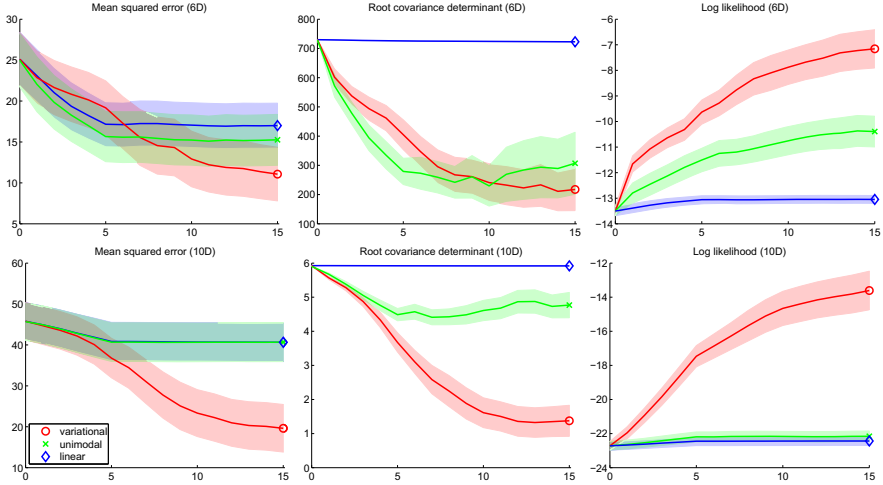 Mean squared error (6D)
30
25
20
15
10
5
0 5 10 15
Root covariance determinant (6D)
800
700
600
500
400
300
200
100
0 5 10 15
Log likelihood (6D)
−6
−7
−8
−9
−10
−11
−12
−13
−14
0 5 10 15
Mean squared error (10D)
60
50
40
30
20
10
0 5 10 15
variational
unimodal
linear
Root covariance determinant (10D)
6
5
4
3
2
1
0
0 5 10 15
Log likelihood (10D)
−12
−14
−16
−18
−20
−22
−24
0 5 10 15